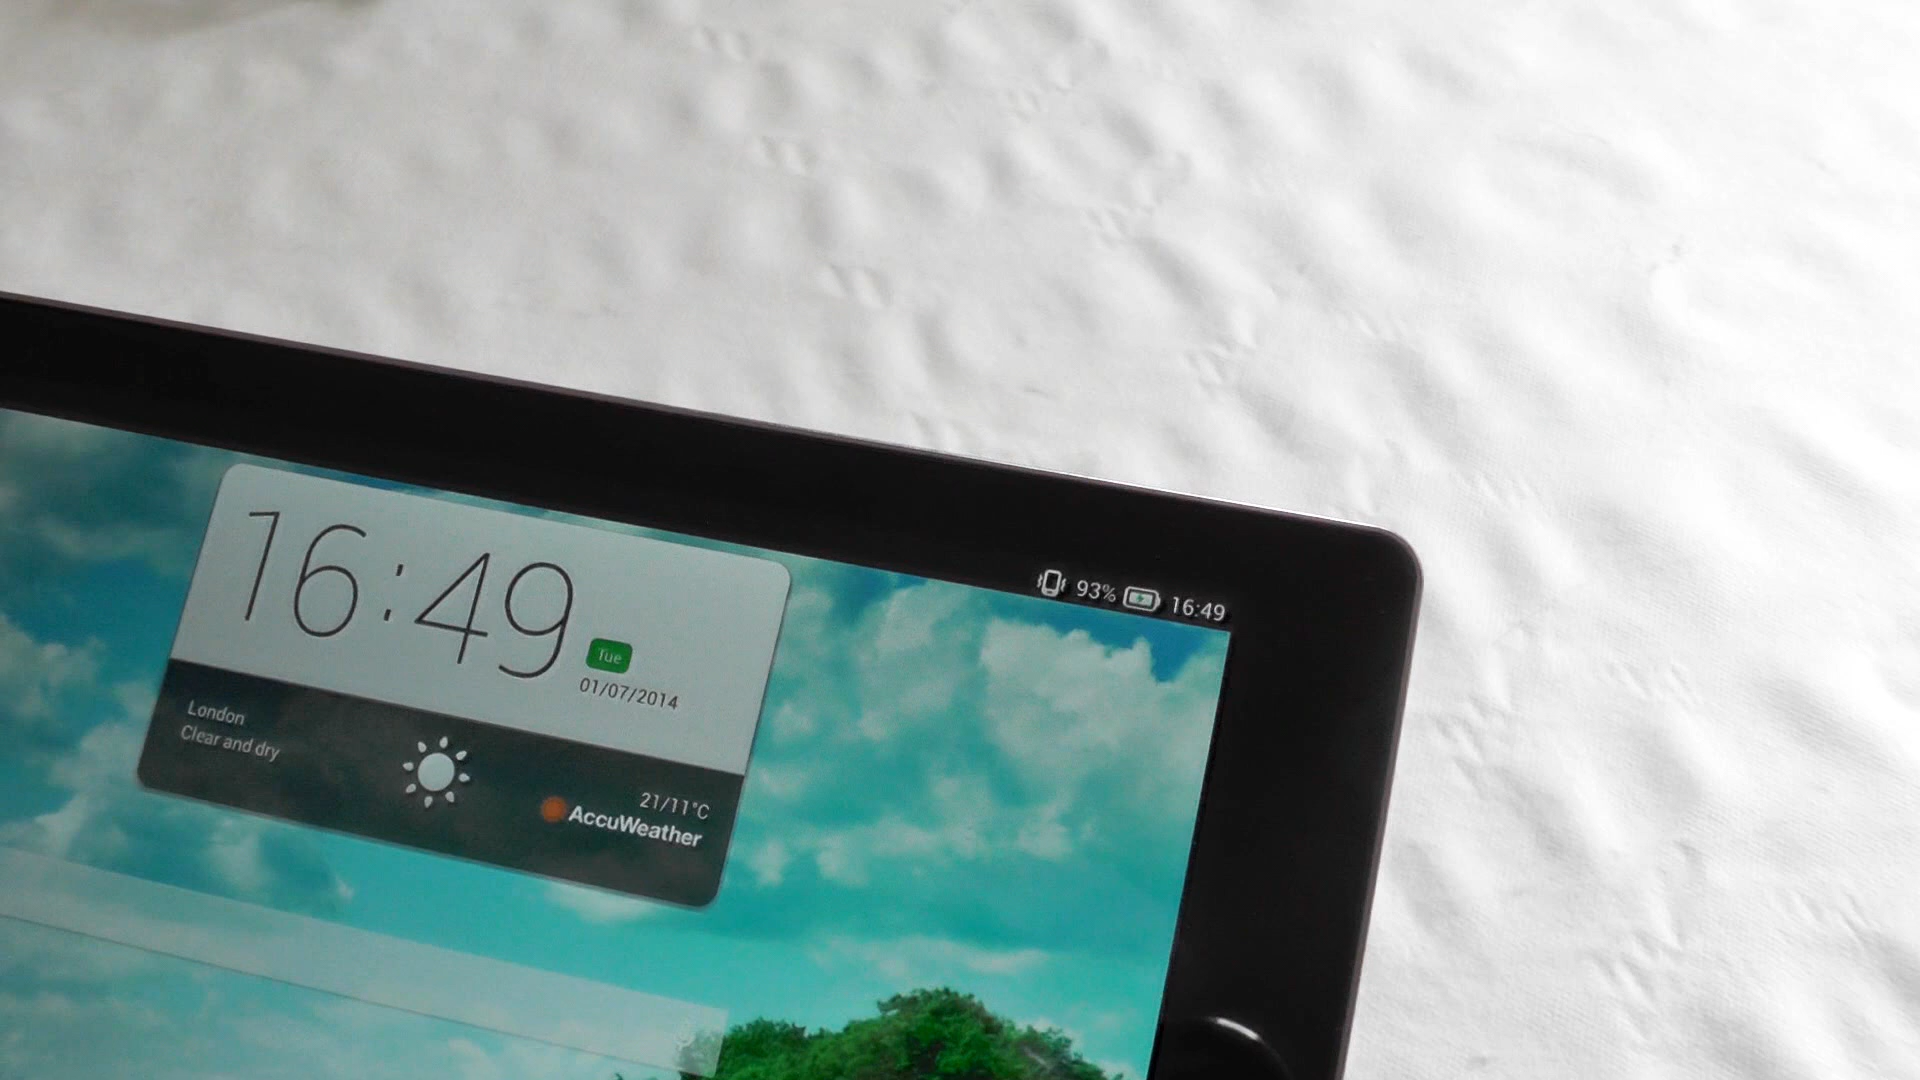 93% 16:49
16:49
Tue
01/07/2014
London
Clear and dry
21/11°C
AccuWeather